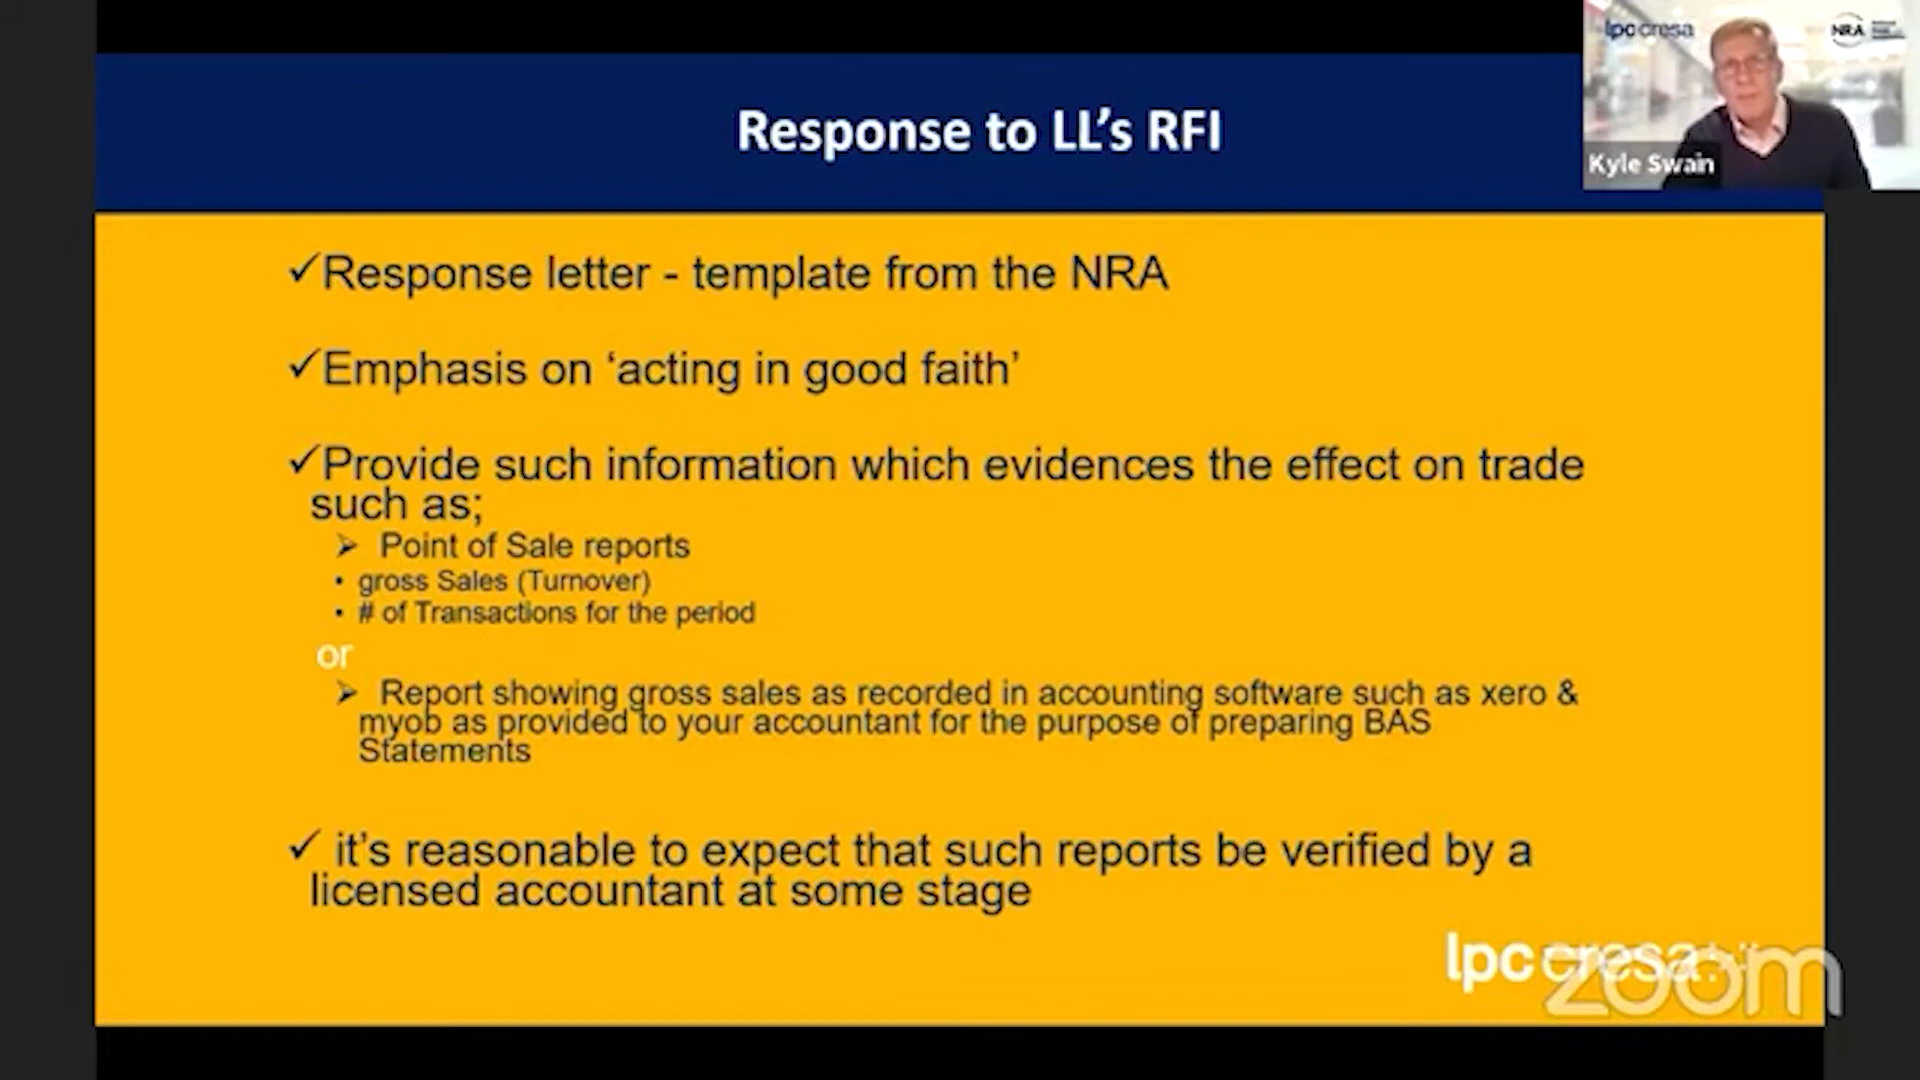 lpc cresa
NRA
Kyle Swain
Response to LL’s RFI
✓Response letter - template from the NRA
✓Emphasis on ‘acting in good faith’
✓Provide such information which evidences the effect on trade
such as;
➢ Point of Sale reports
• gross Sales (Turnover)
• # of Transactions for the period
or
➢ Report showing gross sales as recorded in accounting software such as xero &
myob as provided to your accountant for the purpose of preparing BAS
Statements
✓ it’s reasonable to expect that such reports be verified by a
licensed accountant at some stage
lpc cresa
zoom